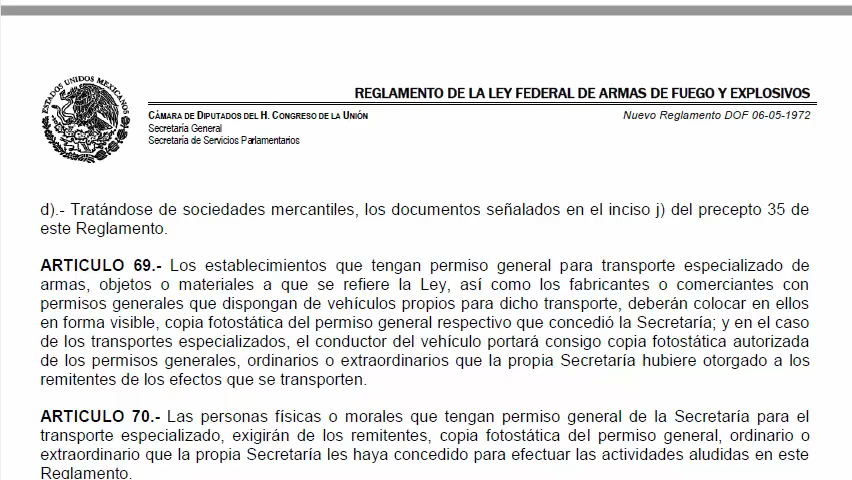 ESTADOS UNIDOS MEXICANOS
REGLAMENTO DE LA LEY FEDERAL DE ARMAS DE FUEGO Y EXPLOSIVOS
CÁMARA DE DIPUTADOS DEL H. CONGRESO DE LA UNIÓN
Nuevo Reglamento DOF 06-05-1972
Secretaría General
Secretaría de Servicios Parlamentarios
d).- Tratándose de sociedades mercantiles, los documentos señalados en el inciso j) del precepto 35 de
este Reglamento.
ARTICULO 69.- Los establecimientos que tengan permiso general para transporte especializado de
armas, objetos o materiales a que se refiere la Ley, así como los fabricantes o comerciantes con
permisos generales que dispongan de vehículos propios para dicho transporte, deberán colocar en ellos
en forma visible, copia fotostática del permiso general respectivo que concedió la Secretaría; y en el caso
de los transportes especializados, el conductor del vehículo portará consigo copia fotostática autorizada
de los permisos generales, ordinarios o extraordinarios que la propia Secretaría hubiere otorgado a los
remitentes de los efectos que se transporten.
ARTICULO 70.- Las personas físicas o morales que tengan permiso general de la Secretaría para el
transporte especializado, exigirán de los remitentes, copia fotostática del permiso general, ordinario o
extraordinario que la propia Secretaría les haya concedido para efectuar las actividades aludidas en este
Reglamento.